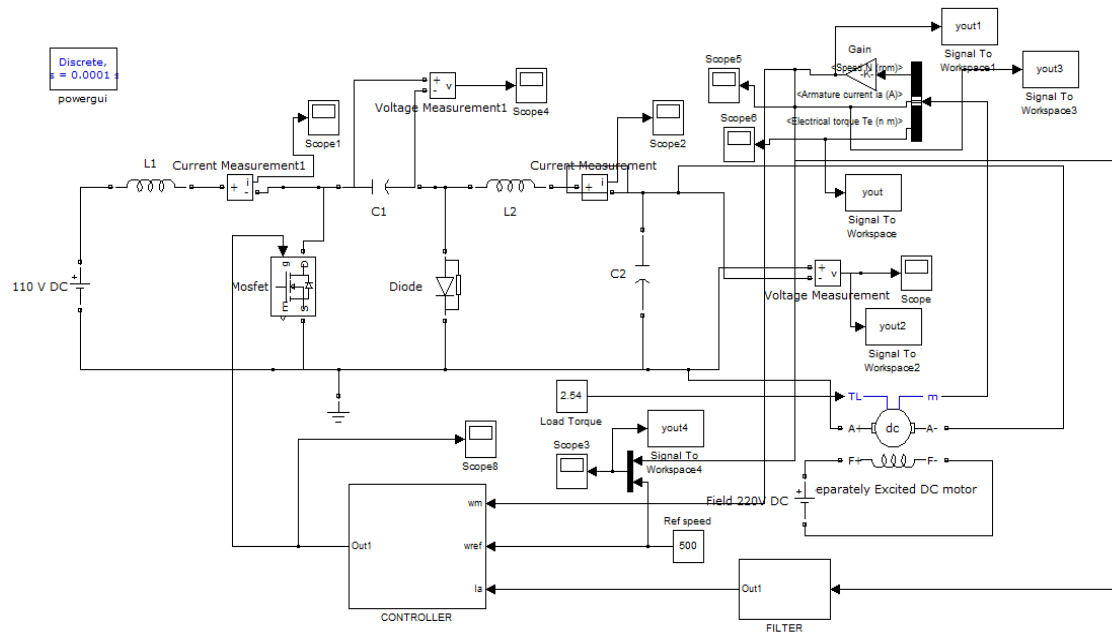 Discrete,
s = 0.0001 s
powergui
Voltage Measurement1
+
-
v
Scope4
Scope1
L1
Current Measurement1
+
-
i
C1
L2
Current Measurement
+
i
Scope2
Scope5
Scope6
Gain
-K-
<Speed N (rpm)>
<Armature current ia (A)>
<Electrical torque Te (n m)>
yout1
Signal To
Workspace1
yout3
Signal To
Workspace3
yout
Signal To
Workspace
110 V DC
+
Mosfet
g
D
m
S
Diode
C2
+
-
v
Voltage Measurement
Scope
yout2
Signal To
Workspace2
2.54
Load Torque
TL
m
A+
dc
A-
F+
F-
eparately Excited DC motor
Field 220V DC
+
Scope3
yout4
Signal To
Workspace4
Scope8
Ref speed
500
Out1
wm
wref
Ia
CONTROLLER
Out1
FILTER